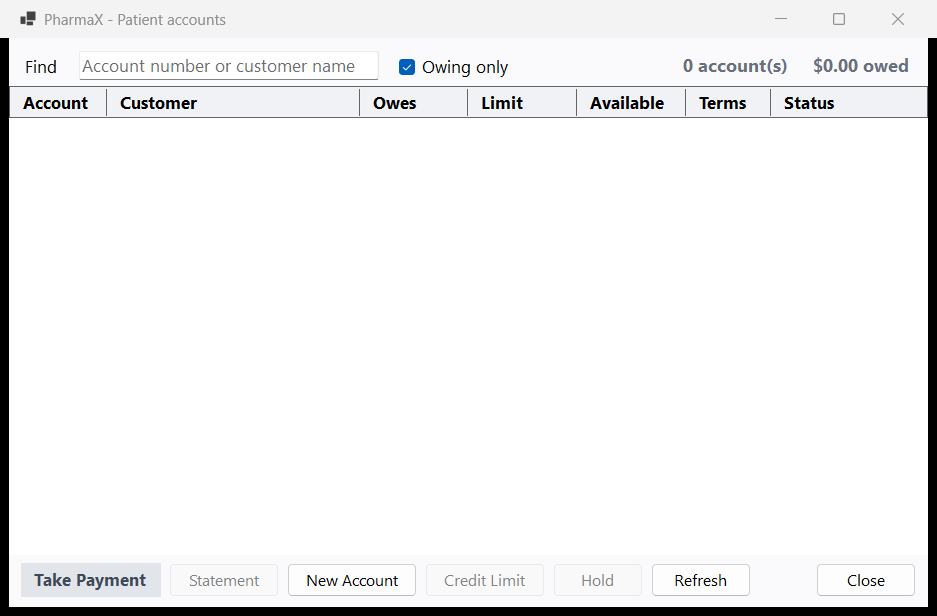 PharmaX - Patient accounts
Find Account number or customer name Owing only 0 account(s) $0.00 owed
Account Customer Owes Limit Available Terms Status
Take Payment Statement New Account Credit Limit Hold Refresh Close